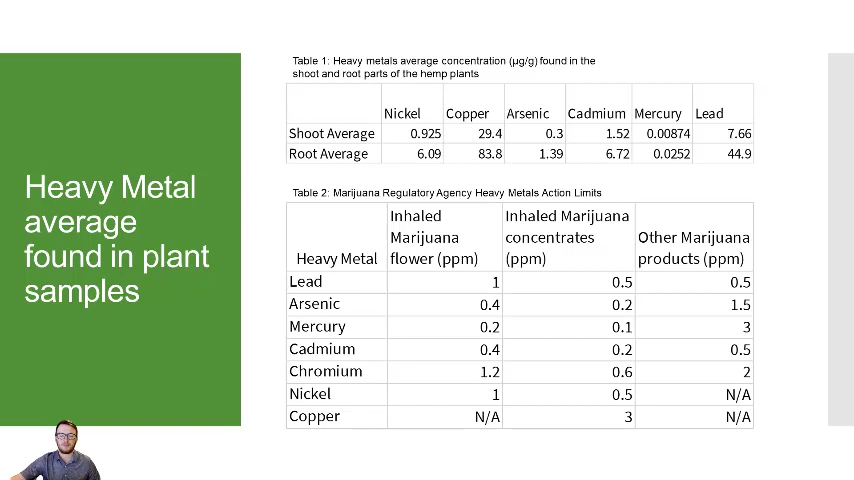 Heavy Metal
average
found in plant
samples
Table 1: Heavy metals average concentration (µg/g) found in the
shoot and root parts of the hemp plants
Nickel Copper Arsenic Cadmium Mercury Lead
Shoot Average 0.925 29.4 0.3 1.52 0.00874 7.66
Root Average 6.09 83.8 1.39 6.72 0.0252 44.9
Table 2: Marijuana Regulatory Agency Heavy Metals Action Limits
Inhaled Inhaled Marijuana
Marijuana concentrates Other Marijuana
Heavy Metal flower (ppm) (ppm) products (ppm)
Lead 1 0.5 0.5
Arsenic 0.4 0.2 1.5
Mercury 0.2 0.1 3
Cadmium 0.4 0.2 0.5
Chromium 1.2 0.6 2
Nickel 1 0.5 N/A
Copper N/A 3 N/A